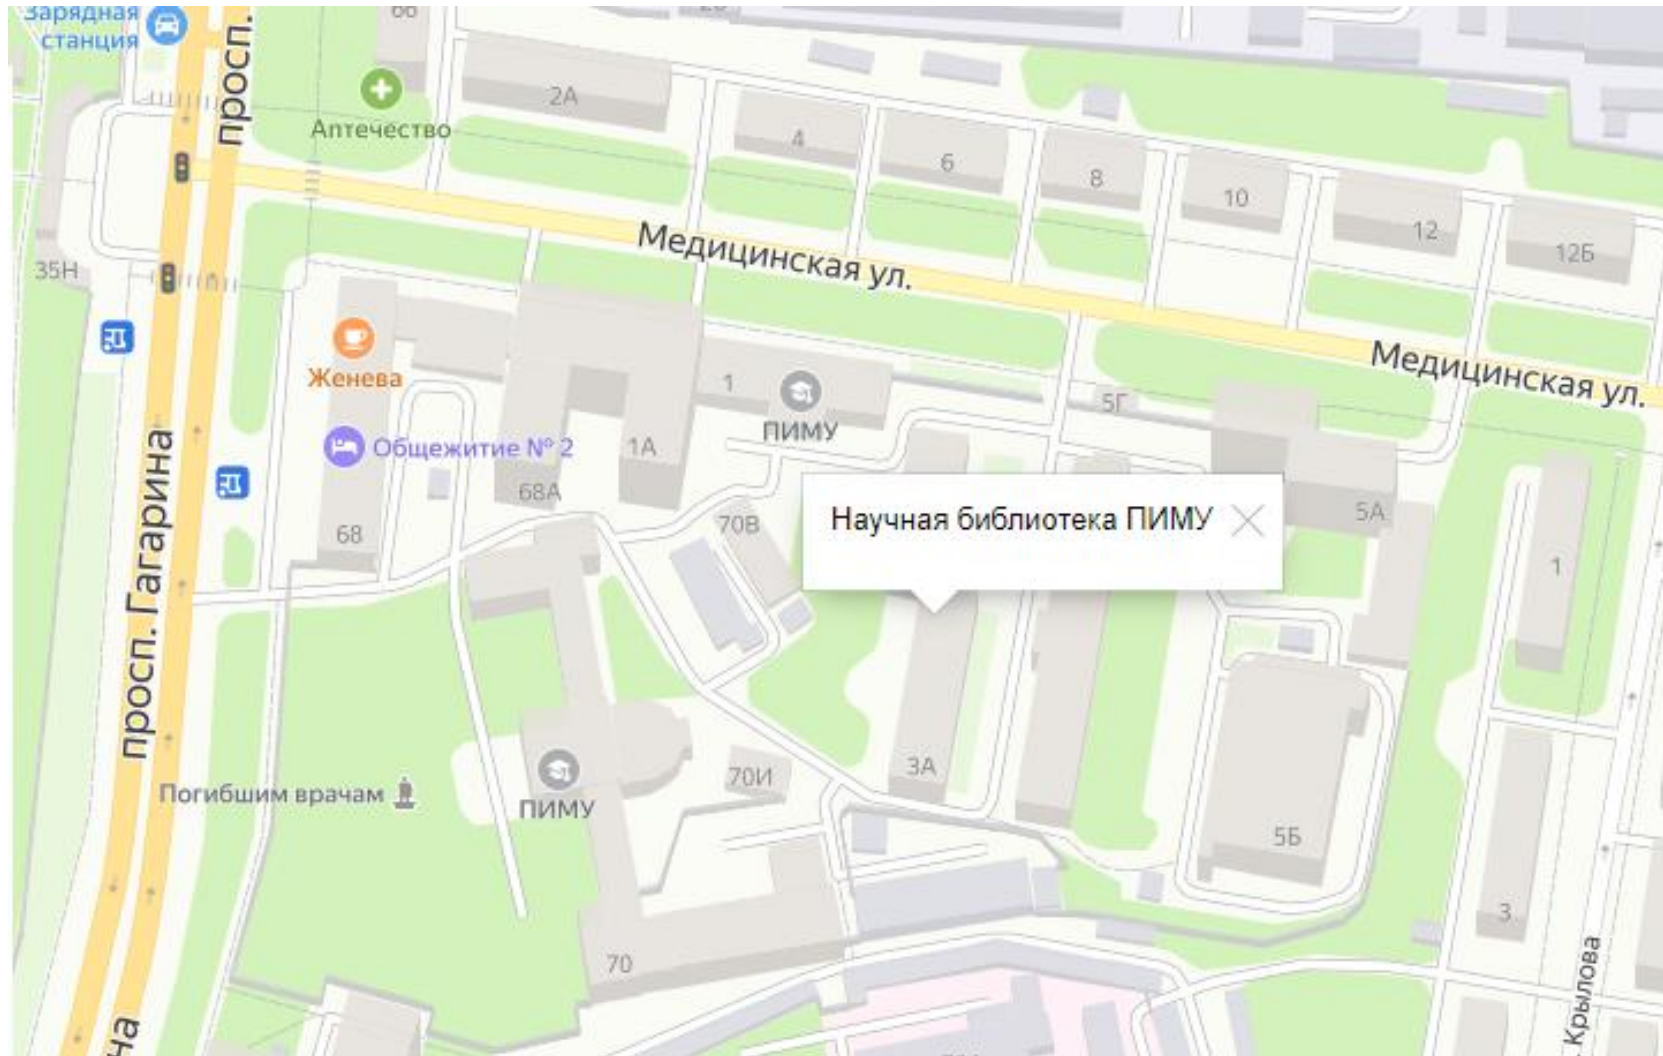 Зарядная
станция
просп.
Аптечество
2А
4
6
8
10
12
12Б
Медицинская ул.
35Н
Женева
1
ПИМУ
5Г
Медицинская ул.
Общежитие № 2
1А
68А
68
70В
Научная библиотека ПИМУ
5А
1
просп. Гагарина
Погибшим врачам
ПИМУ
70И
3А
5Б
3
70
Крылова
на